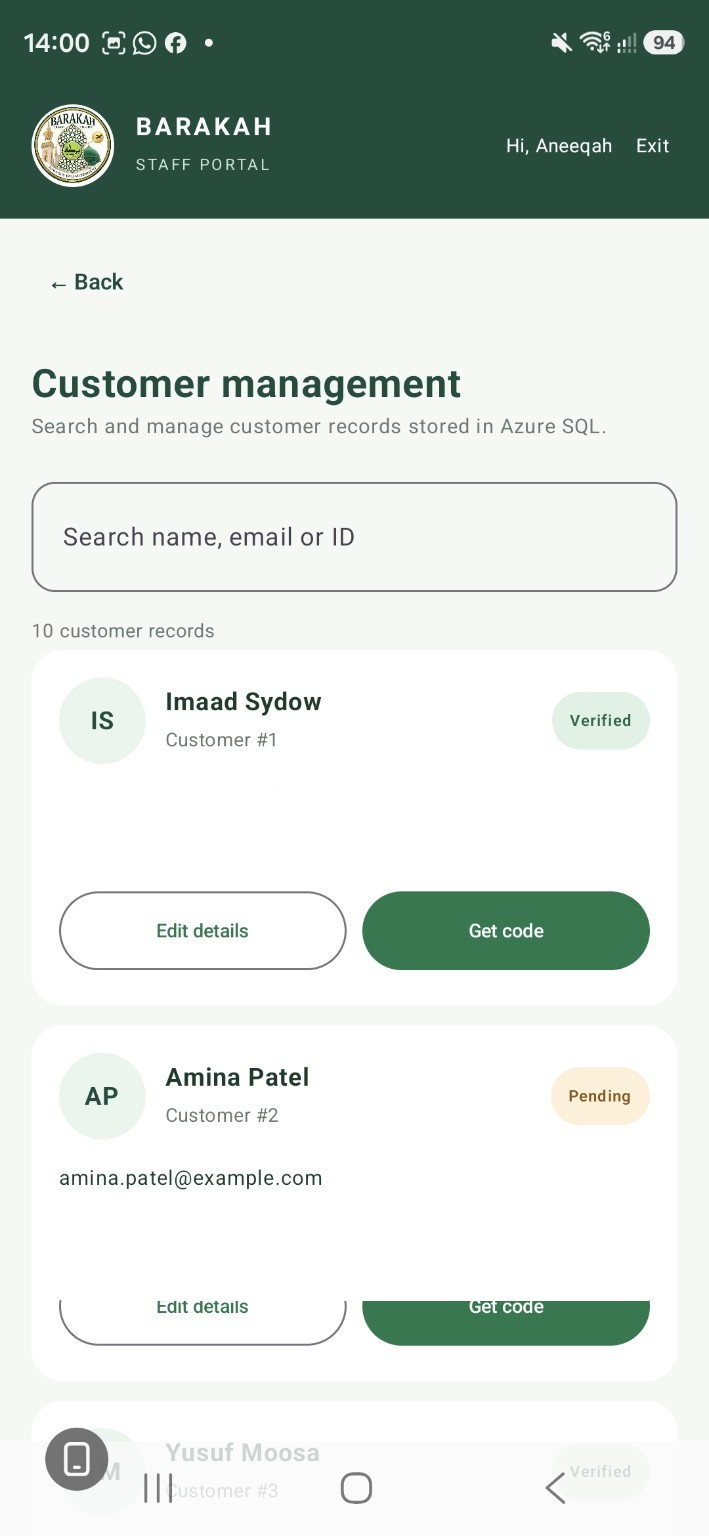 14:00
94
BARAKAH
BARAKAH
STAFF PORTAL
Hi, Aneeqah
Exit
← Back
Customer management
Search and manage customer records stored in Azure SQL.
Search name, email or ID
10 customer records
IS
Imaad Sydow
Customer #1
Verified
Edit details
Get code
AP
Amina Patel
Customer #2
Pending
amina.patel@example.com
Edit details
Get code
Yusuf Moosa
Customer #3
Verified